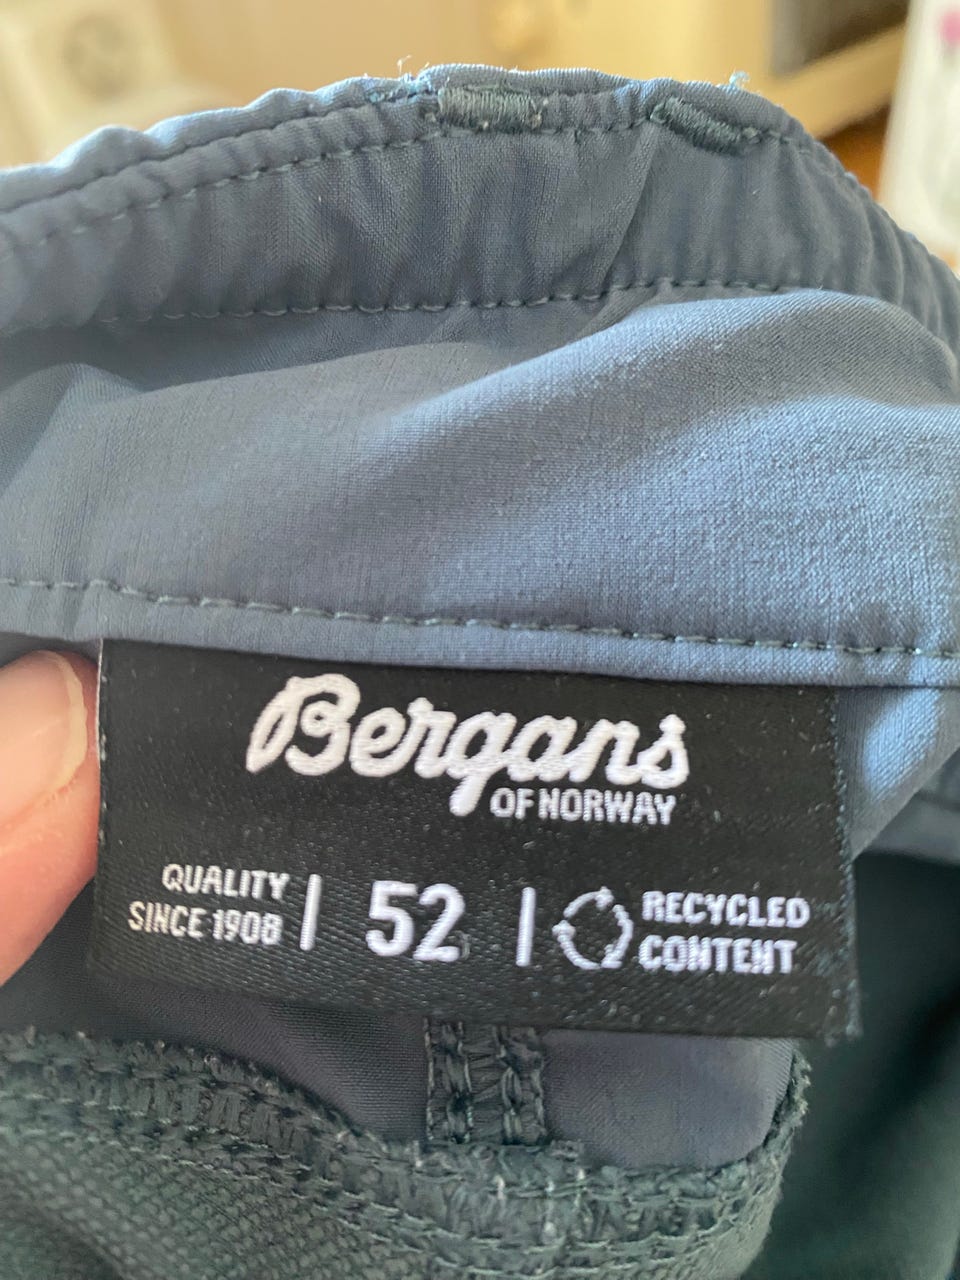 Bergans
OF NORWAY
QUALITY
SINCE 1908
52
RECYCLED
CONTENT